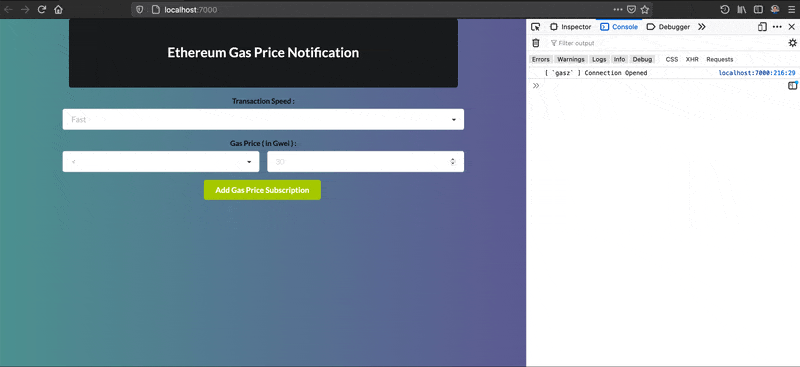 localhost:7000
Ethereum Gas Price Notification
Transaction Speed :
Fast
Gas Price ( in Gwei ) :
<
30
Add Gas Price Subscription
Inspector
Console
Debugger
Filter output
Errors
Warnings
Logs
Info
Debug
CSS
XHR
Requests
[ `gasz` ] Connection Opened
localhost:7000:216:29